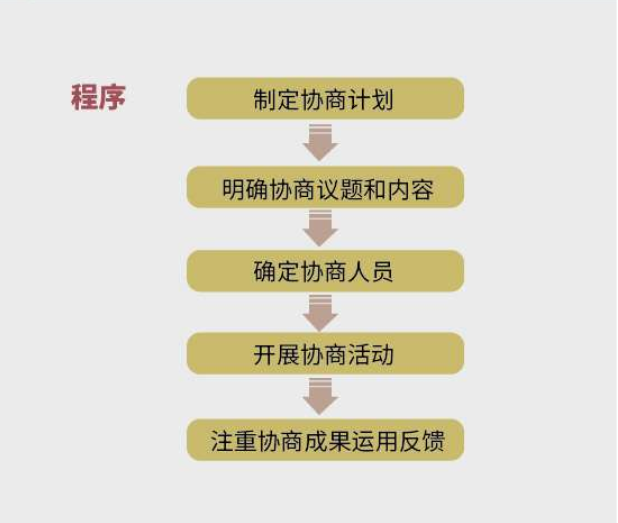 程序
制定协商计划
明确协商议题和内容
确定协商人员
开展协商活动
注重协商成果运用反馈